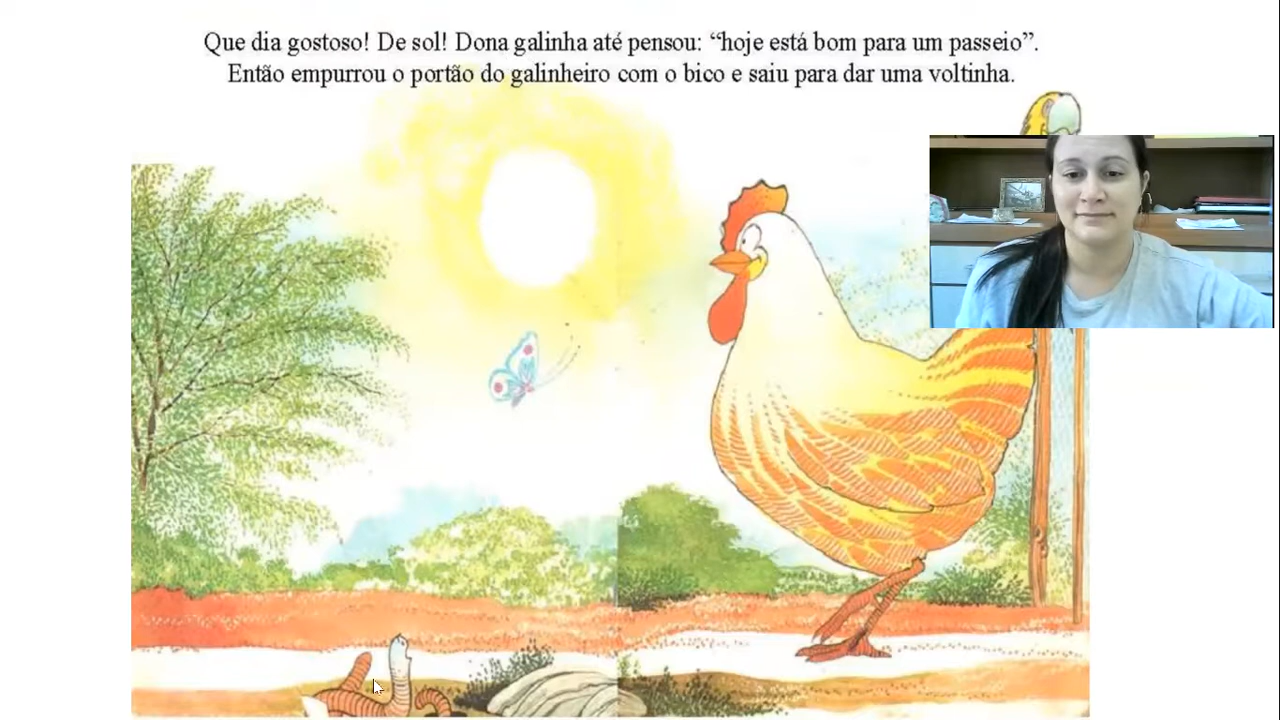 Que dia gostoso! De sol! Dona galinha até pensou: “hoje está bom para um passeio”.
Então empurrou o portão do galinheiro com o bico e saiu para dar uma voltinha.